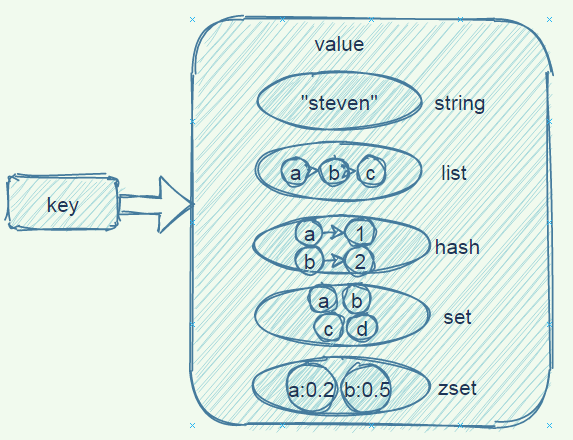 value
"steven" string
a b c list
key
a 1
hash
b 2
a b
set
c d
a:0.2 b:0.5 zset